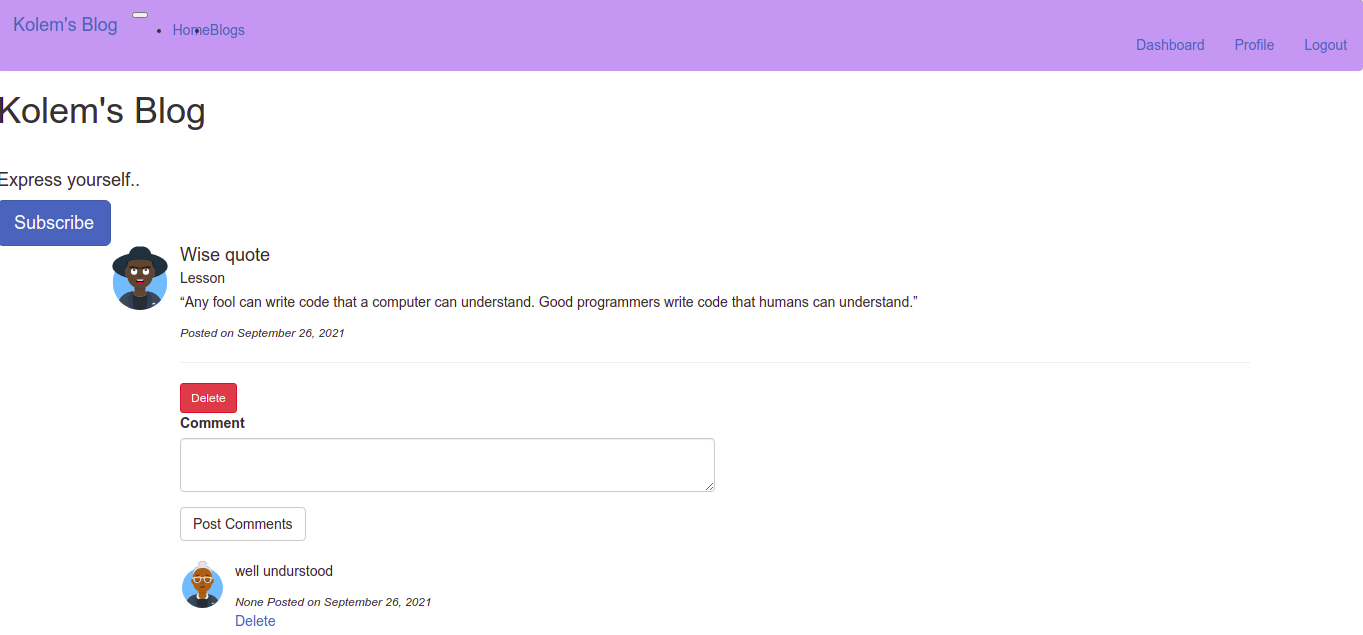 Kolem's Blog
HomeBlogs
Dashboard Profile Logout
Kolem's Blog
Express yourself..
Subscribe
Wise quote
Lesson
“Any fool can write code that a computer can understand. Good programmers write code that humans can understand.”
Posted on September 26, 2021
Delete
Comment
Post Comments
well undurstood
None Posted on September 26, 2021
Delete